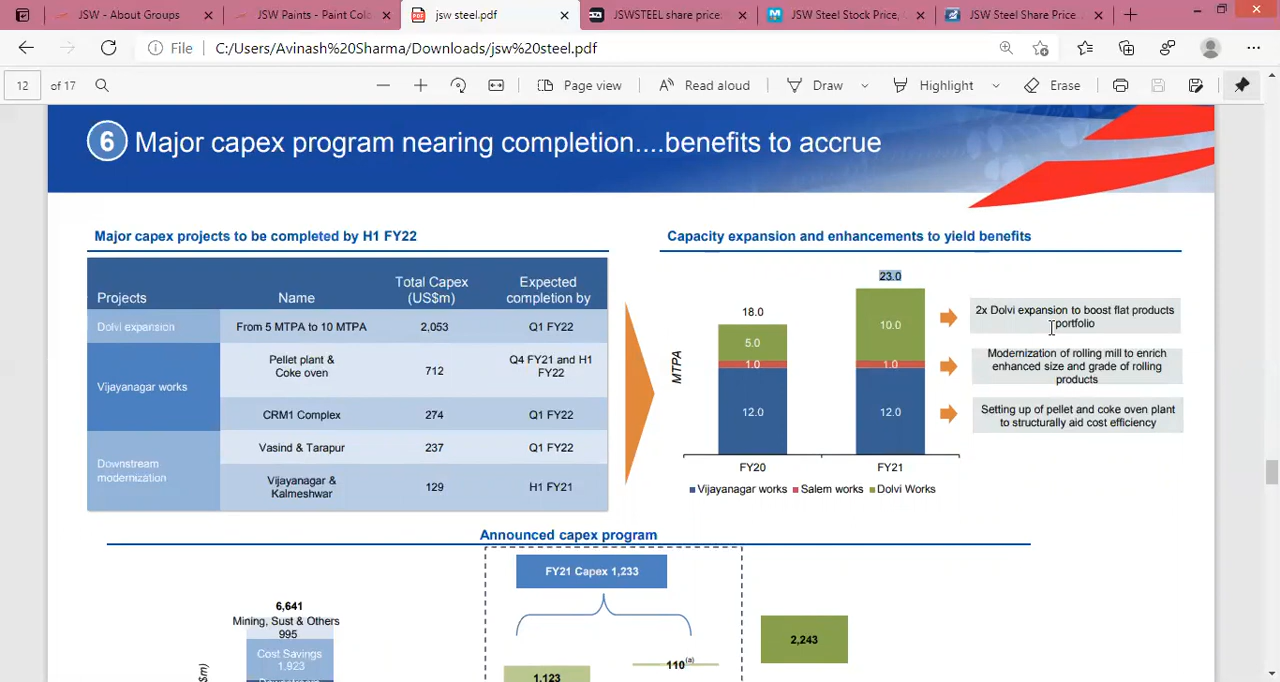 JSW - About Groups
JSW Paints - Paint Col
jsw steel.pdf
JSWSTEEL share price
JSW Steel Stock Price,
JSW Steel Share Price
File
C:/Users/Avinash%20Sharma/Downloads/jsw%20steel.pdf
12 of 17
Page view
Read aloud
Draw
Highlight
Erase
6 Major capex program nearing completion....benefits to accrue
Major capex projects to be completed by H1 FY22
Projects
Name
Total Capex
(US$m)
Expected
completion by
Dolvi expansion
From 5 MTPA to 10 MTPA
2,053
Q1 FY22
Vijayanagar works
Pellet plant &
Coke oven
712
Q4 FY21 and H1
FY22
CRM1 Complex
274
Q1 FY22
Downstream
modernization
Vasind & Tarapur
237
Q1 FY22
Vijayanagar &
Kalmeshwar
129
H1 FY21
Capacity expansion and enhancements to yield benefits
MTPA
18.0
5.0
1.0
12.0
FY20
23.0
10.0
1.0
12.0
FY21
Vijayanagar works
Salem works
Dolvi Works
2x Dolvi expansion to boost flat products
portfolio
Modernization of rolling mill to enrich
enhanced size and grade of rolling
products
Setting up of pellet and coke oven plant
to structurally aid cost efficiency
Announced capex program
6,641
Mining, Sust & Others
995
Cost Savings
1,923
FY21 Capex 1,233
1,123
110(a)
2,243